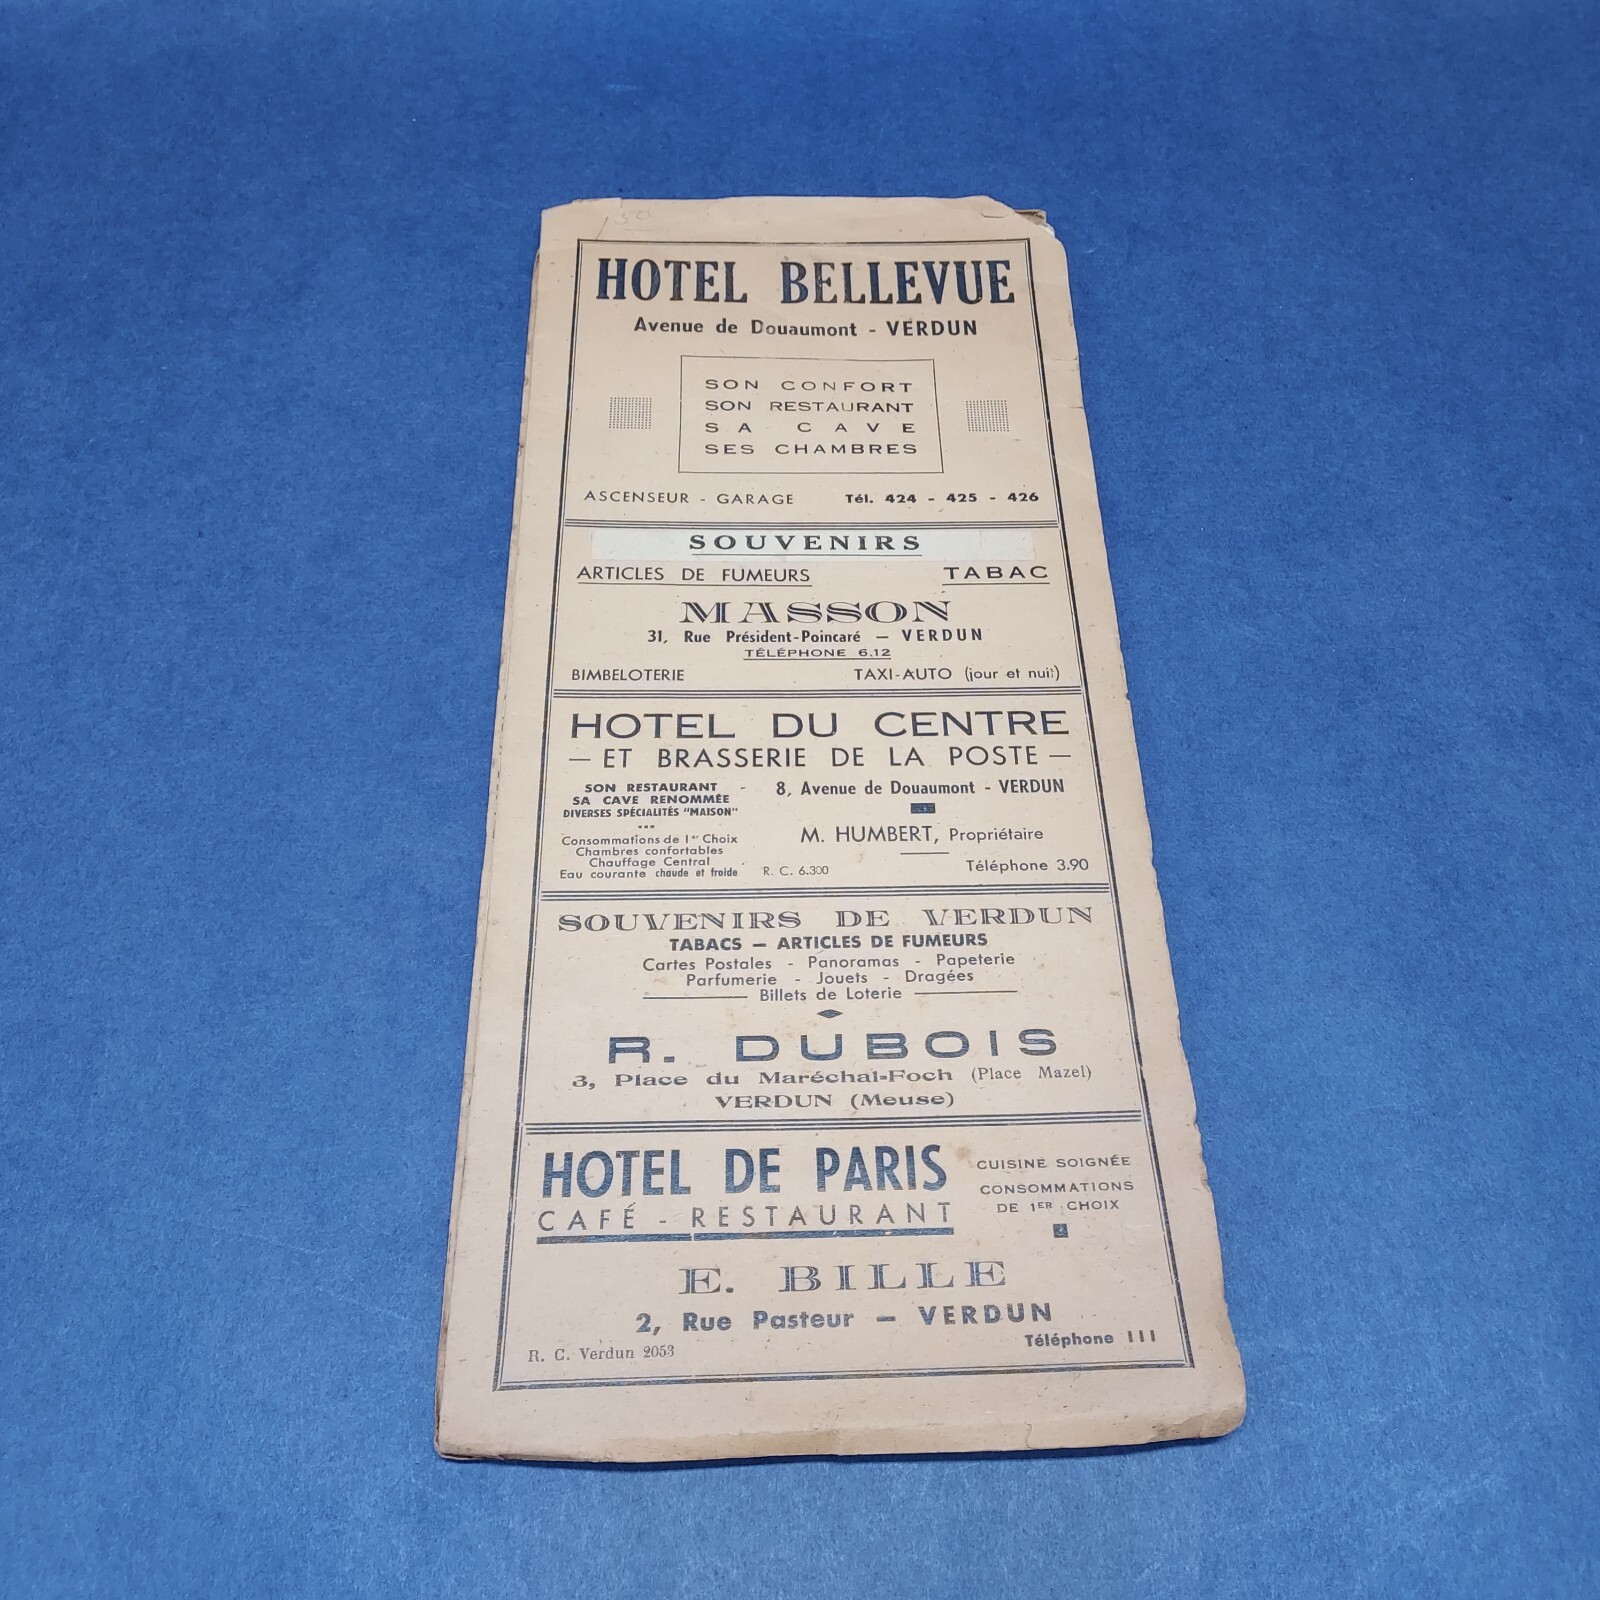 HOTEL BELLEVUE
Avenue de Douaumont - VERDUN
SON CONFORT
SON RESTAURANT
SA CAVE
SES CHAMBRES
ASCENSEUR - GARAGE Tél. 424 - 425 - 426
SOUVENIRS
ARTICLES DE FUMEURS TABAC
MASSON
31, Rue Président-Poincaré — VERDUN
TÉLÉPHONE 6.12
BIMBELOTERIE TAXI-AUTO (jour et nuit)
HOTEL DU CENTRE
— ET BRASSERIE DE LA POSTE —
SON RESTAURANT
SA CAVE RENOMMÉE
DIVERSES SPÉCIALITÉS "MAISON"
Consommations de 1er Choix
Chambres confortables
Chauffage Central
Eau courante chaude et froide
8, Avenue de Douaumont - VERDUN
M. HUMBERT, Propriétaire
R. C. 6.300 Téléphone 3.90
SOUVENIRS DE VERDUN
TABACS — ARTICLES DE FUMEURS
Cartes Postales - Panoramas - Papeterie
Parfumerie - Jouets - Dragées
Billets de Loterie
R. DUBOIS
3, Place du Maréchal-Foch (Place Mazel)
VERDUN (Meuse)
HOTEL DE PARIS
CAFÉ - RESTAURANT
CUISINE SOIGNÉE
CONSOMMATIONS
DE 1ER CHOIX
E. BILLE
2, Rue Pasteur — VERDUN
Téléphone 111
R. C. Verdun 2053